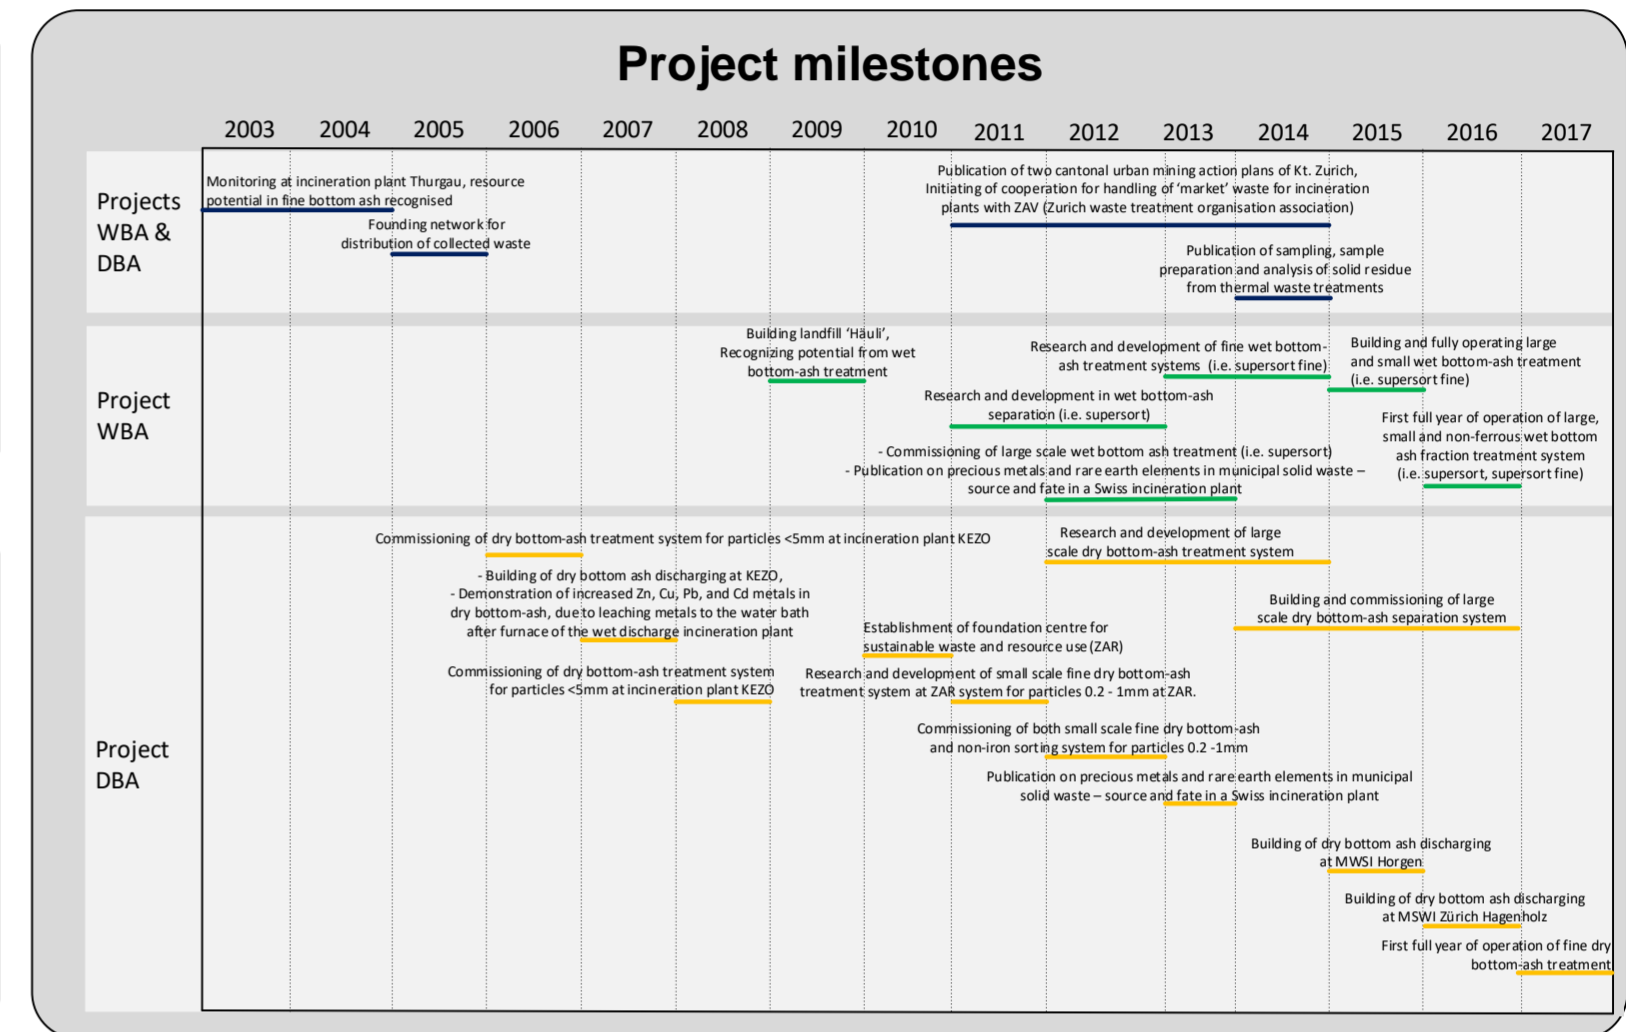 Project milestones
2003 2004 2005 2006 2007 2008 2009 2010 2011 2012 2013 2014 2015 2016 2017
Projects
WBA &
DBA
Monitoring at incineration plant Thurgau, resource
potential in fine bottom ash recognised
Founding network for
distribution of collected waste
Publication of two cantonal urban mining action plans of Kt. Zurich,
Initiating of cooperation for handling of ‘market’ waste for incineration
plants with ZAV (Zurich waste treatment organisation association)
Publication of sampling, sample
preparation and analysis of solid residue
from thermal waste treatments
Project
WBA
Building landfill ‘Häuli’,
Recognizing potential from wet
bottom-ash treatment
Research and development of fine wet bottom-
ash treatment systems (i.e. supersort fine)
Building and fully operating large
and small wet bottom-ash treatment
(i.e. supersort fine)
Research and development in wet bottom-ash
separation (i.e. supersort)
First full year of operation of large,
small and non-ferrous wet bottom
ash fraction treatment system
(i.e. supersort, supersort fine)
- Commissioning of large scale wet bottom ash treatment (i.e. supersort)
- Publication on precious metals and rare earth elements in municipal solid waste –
source and fate in a Swiss incineration plant
Project
DBA
Commissioning of dry bottom-ash treatment system for particles <5mm at incineration plant KEZO
Research and development of large
scale dry bottom-ash treatment system
- Building of dry bottom ash discharging at KEZO,
- Demonstration of increased Zn, Cu, Pb, and Cd metals in
dry bottom-ash, due to leaching metals to the water bath
after furnace of the wet discharge incineration plant
Building and commissioning of large
scale dry bottom-ash separation system
Establishment of foundation centre for
sustainable waste and resource use (ZAR)
Commissioning of dry bottom-ash treatment system
for particles <5mm at incineration plant KEZO
Research and development of small scale fine dry bottom-ash
treatment system at ZAR system for particles 0.2 - 1mm at ZAR.
Commissioning of both small scale fine dry bottom-ash
and non-iron sorting system for particles 0.2 -1mm
Publication on precious metals and rare earth elements in municipal
solid waste – source and fate in a Swiss incineration plant
Building of dry bottom ash discharging
at MWSI Horgen
Building of dry bottom ash discharging
at MSWI Zürich Hagenholz
First full year of operation of fine dry
bottom-ash treatment